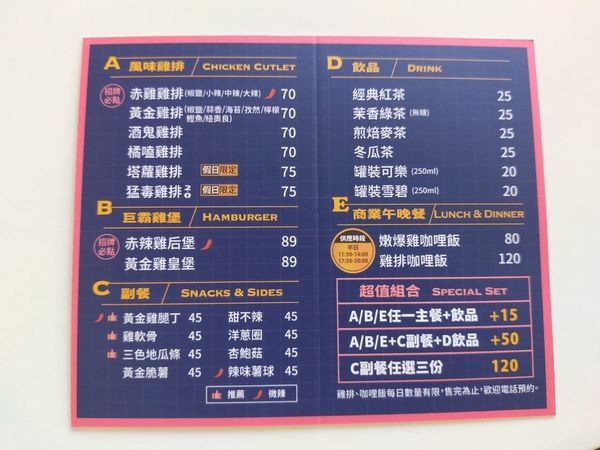 A 風味雞排 / CHICKEN CUTLET
招牌必點 赤雞雞排 (椒鹽/小辣/中辣/大辣) 70
黃金雞排 (椒鹽/蒜香/海苔/孜然/檸檬
鰹魚/紐奧良) 70
酒鬼雞排 70
橘嗑雞排 70
塔蘿雞排 假日限定 75
猛毒雞排2.0 假日限定 75
B 巨霸雞堡 / HAMBURGER
招牌必點 赤辣雞后堡 89
黃金雞皇堡 89
C 副餐 / SNACKS & SIDES
黃金雞腿丁 45 甜不辣 45
雞軟骨 45 洋蔥圈 45
三色地瓜條 45 杏鮑菇 45
黃金脆薯 45 辣味薯球 45
推薦 微辣
D 飲品 / DRINK
經典紅茶 25
茉香綠茶 (無糖) 25
煎焙麥茶 25
冬瓜茶 25
罐裝可樂 (250ml) 20
罐裝雪碧 (250ml) 20
E 商業午晚餐 / LUNCH & DINNER
供應時段
平日
11:30-14:00
17:30-20:00
嫩爆雞咖哩飯 80
雞排咖哩飯 120
超值組合 SPECIAL SET
A/B/E任一主餐+飲品 +15
A/B/E+C副餐+D飲品 +50
C副餐任選三份 120
雞排、咖哩飯每日數量有限,售完為止,歡迎電話預約。